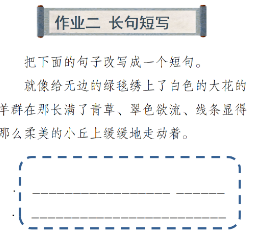 作业二 长句短写
把下面的句子改写成一个短句。
就像给无边的绿毯绣上了白色的大花的
羊群在那长满了青草、翠色欲流、线条显得
那么柔美的小丘上缓缓地走动着。